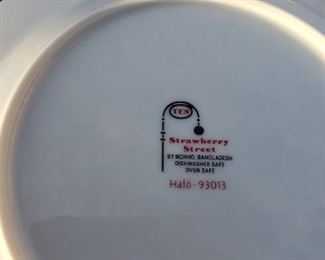 TEN
Strawberry
Street
BY MONNO, BANGLADESH
DISHWASHER SAFE
OVEN SAFE
Halo - 93013